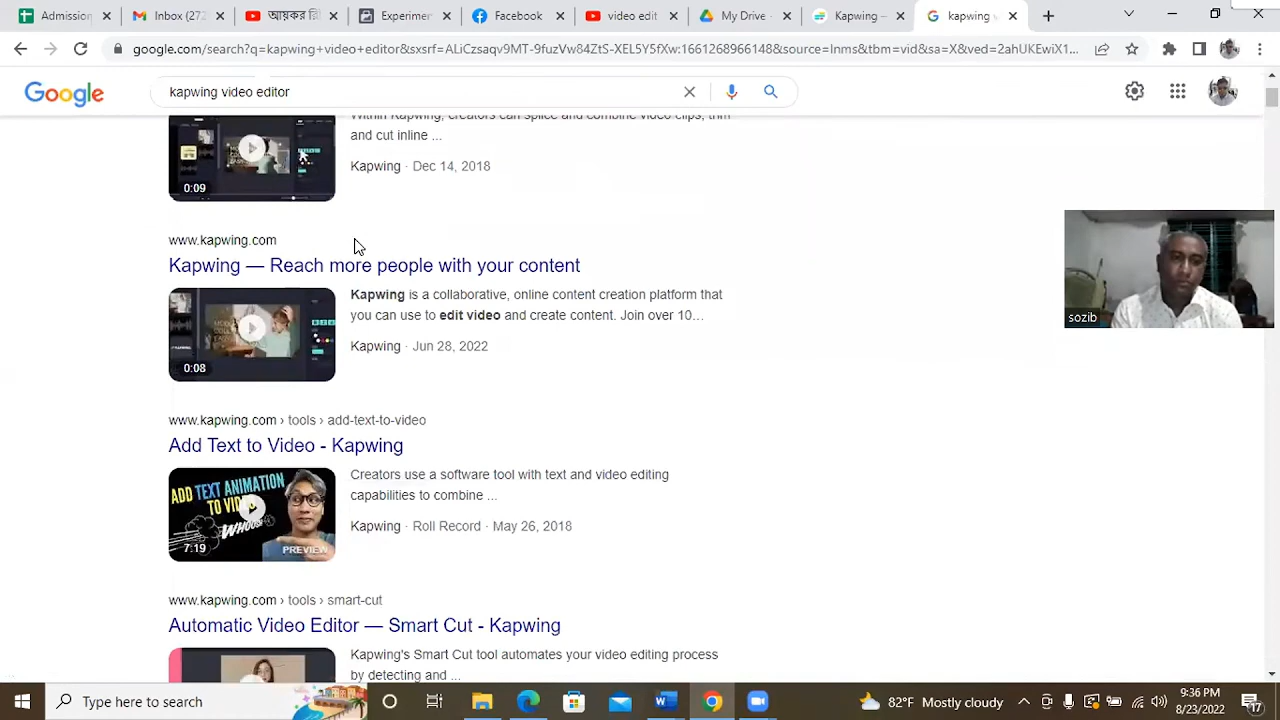 Admission
Inbox (27
আয়কর রি
Experimer
Facebook
video edit
My Drive -
Kapwing —
kapwing v
google.com/search?q=kapwing+video+editor&sxsrf=ALiCzsaqv9MT-9fuzVw84ZtS-XEL5Y5fXw:1661268966148&source=lnms&tbm=vid&sa=X&ved=2ahUKEwiX1...
Google
kapwing video editor
Within Kapwing, creators can splice and combine video clips, trim
and cut inline ...
Kapwing · Dec 14, 2018
0:09
www.kapwing.com
Kapwing — Reach more people with your content
Kapwing is a collaborative, online content creation platform that
you can use to edit video and create content. Join over 10...
Kapwing · Jun 28, 2022
0:08
sozib
www.kapwing.com › tools › add-text-to-video
Add Text to Video - Kapwing
ADD TEXT ANIMATION
TO VIDEO
WHOOSH
7:19
PREVIEW
Creators use a software tool with text and video editing
capabilities to combine ...
Kapwing · Roll Record · May 26, 2018
www.kapwing.com › tools › smart-cut
Automatic Video Editor — Smart Cut - Kapwing
Kapwing's Smart Cut tool automates your video editing process
by detecting and ...
Type here to search
82°F Mostly cloudy
9:36 PM
8/23/2022
17